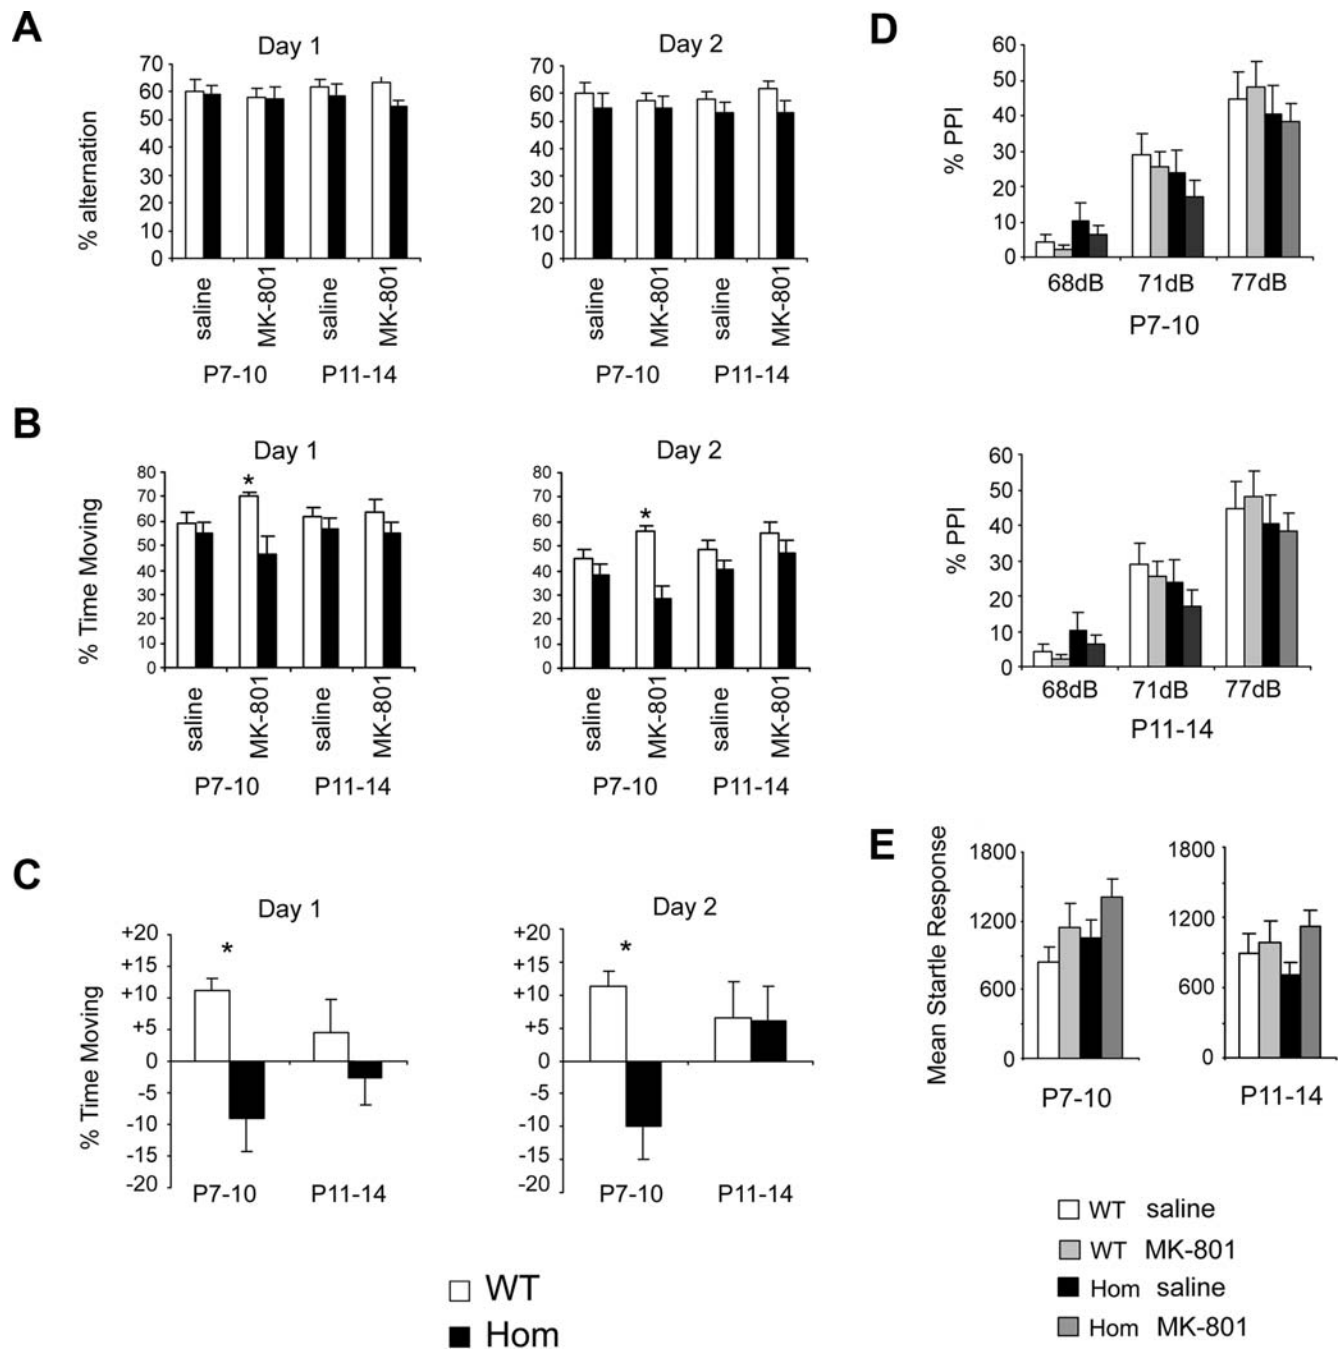 A
Day 1
% alternation
70
60
50
40
30
20
10
0
saline
MK-801
saline
MK-801
P7-10
P11-14
Day 2
70
60
50
40
30
20
10
0
saline
MK-801
saline
MK-801
P7-10
P11-14
B
Day 1
% Time Moving
80
70
60
50
40
30
20
10
0
*
saline
MK-801
saline
MK-801
P7-10
P11-14
Day 2
80
70
60
50
40
30
20
10
0
*
saline
MK-801
saline
MK-801
P7-10
P11-14
C
Day 1
% Time Moving
+20
+15
+10
+5
0
-5
-10
-15
-20
*
P7-10
P11-14
Day 2
+20
+15
+10
+5
0
-5
-10
-15
-20
*
P7-10
P11-14
WT
Hom
D
% PPI
60
50
40
30
20
10
0
68dB
71dB
77dB
P7-10
% PPI
60
50
40
30
20
10
0
68dB
71dB
77dB
P11-14
E
Mean Startle Response
1800
1200
600
0
P7-10
1800
1200
600
0
P11-14
WT saline
WT MK-801
Hom saline
Hom MK-801